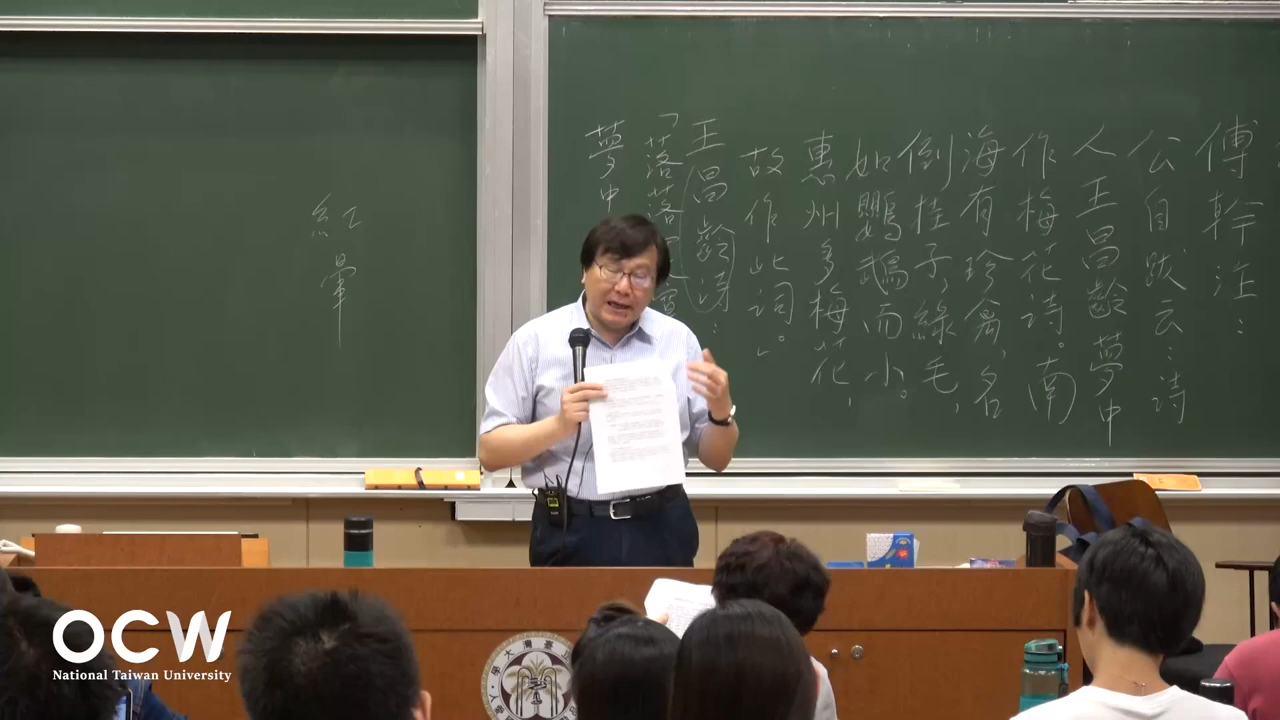 傅幹注：
公自跋云：詩
人王昌齡夢中
作梅花詩。南
海有珍禽，名
倒挂子，綠毛，
如鸚鵡而小。
惠州多梅花，
故作此詞。」
王昌齡詩：
「落落
夢中
紅
暈
OCW
National Taiwan University